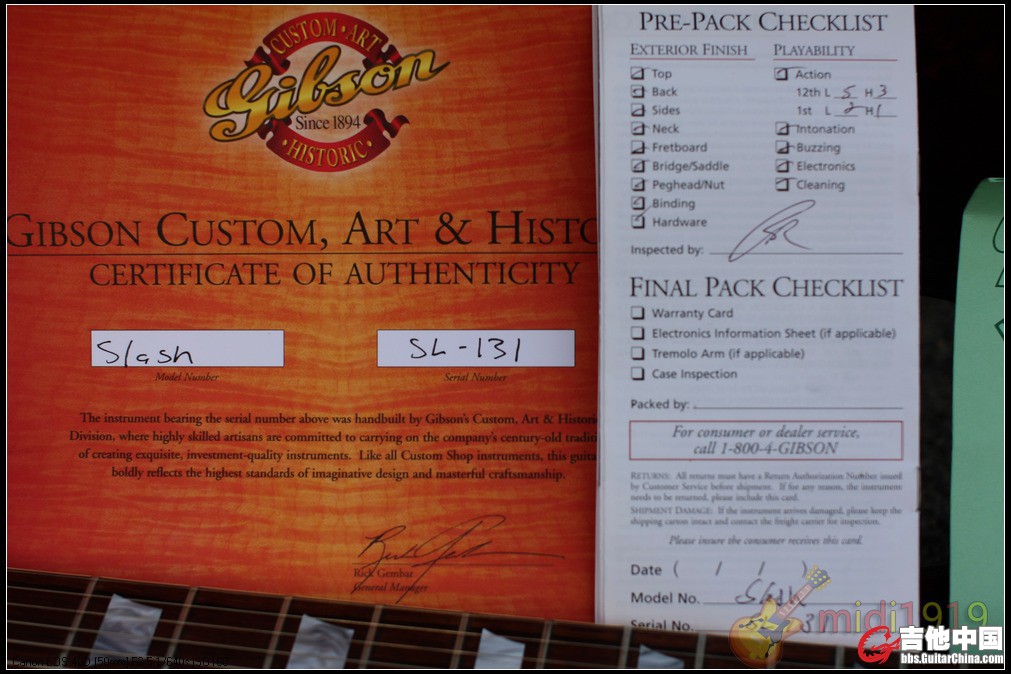 CUSTOM · ART
Gibson
Since 1894
· HISTORIC ·
GIBSON CUSTOM, ART & HISTO
CERTIFICATE OF AUTHENTICITY
Slash
SL-131
Model Number
Serial Number
The instrument bearing the serial number above was handbuilt by Gibson's Custom, Art & Historic
Division, where highly skilled artisans are committed to carrying on the company's century-old traditi
of creating exquisite, investment-quality instruments. Like all Custom Shop instruments, this guita
boldly reflects the highest standards of imaginative design and master craftsmanship.
Rick Gembar
General Manager
PRE-PACK CHECKLIST
EXTERIOR FINISH
Top
Back
Sides
Neck
Fretboard
Bridge/Saddle
Peghead/Nut
Binding
Hardware
PLAYABILITY
Action
12th L 5 H 3
1st L 2 H 1
Intonation
Buzzing
Electronics
Cleaning
Inspected by:
FINAL PACK CHECKLIST
Warranty Card
Electronics Information Sheet (if applicable)
Tremolo Arm (if applicable)
Case Inspection
Packed by:
For consumer or dealer service,
call 1-800-4-GIBSON
RETURNS: All returns must have a Return Authorization Number issued
by Customer Service before shipment. If for any reason, the instrument
needs to be returned, please include this card.
SHIPMENT DAMAGE: If the instrument arrives damaged, please keep the
shipping carton intact and contact the freight carrier for inspection.
Please insure the consumer receives this card.
Date ( / / )
Model No. Slash
Serial No. 3
midi1919
吉他中国
bbs.GuitarChina.com